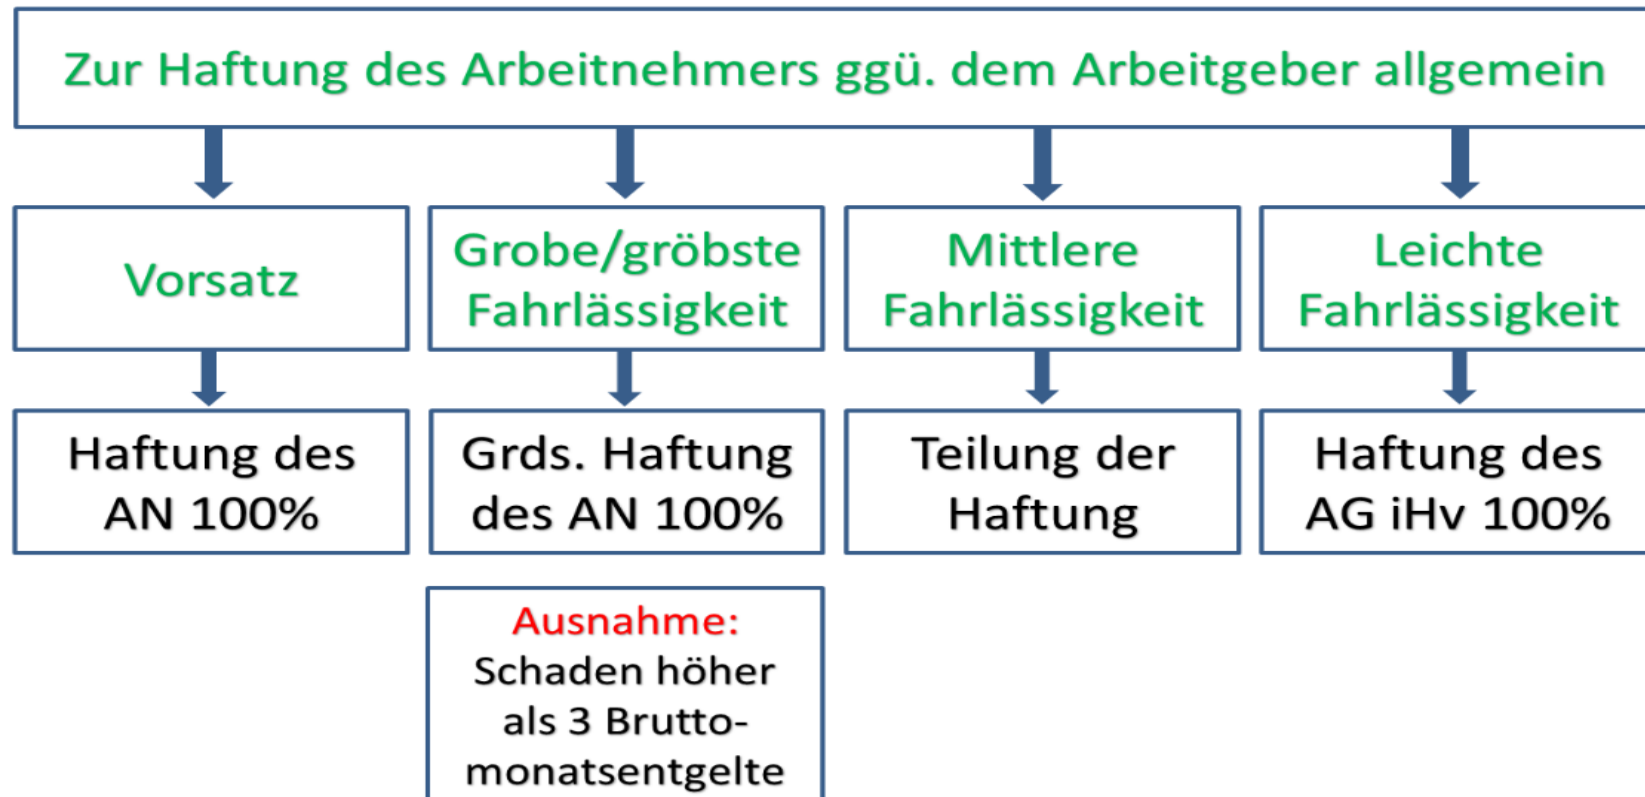 Zur Haftung des Arbeitnehmers ggü. dem Arbeitgeber allgemein
Vorsatz
Grobe/gröbste
Fahrlässigkeit
Mittlere
Fahrlässigkeit
Leichte
Fahrlässigkeit
Haftung des
AN 100%
Grds. Haftung
des AN 100%
Teilung der
Haftung
Haftung des
AG iHv 100%
Ausnahme:
Schaden höher
als 3 Brutto-
monatsentgelte